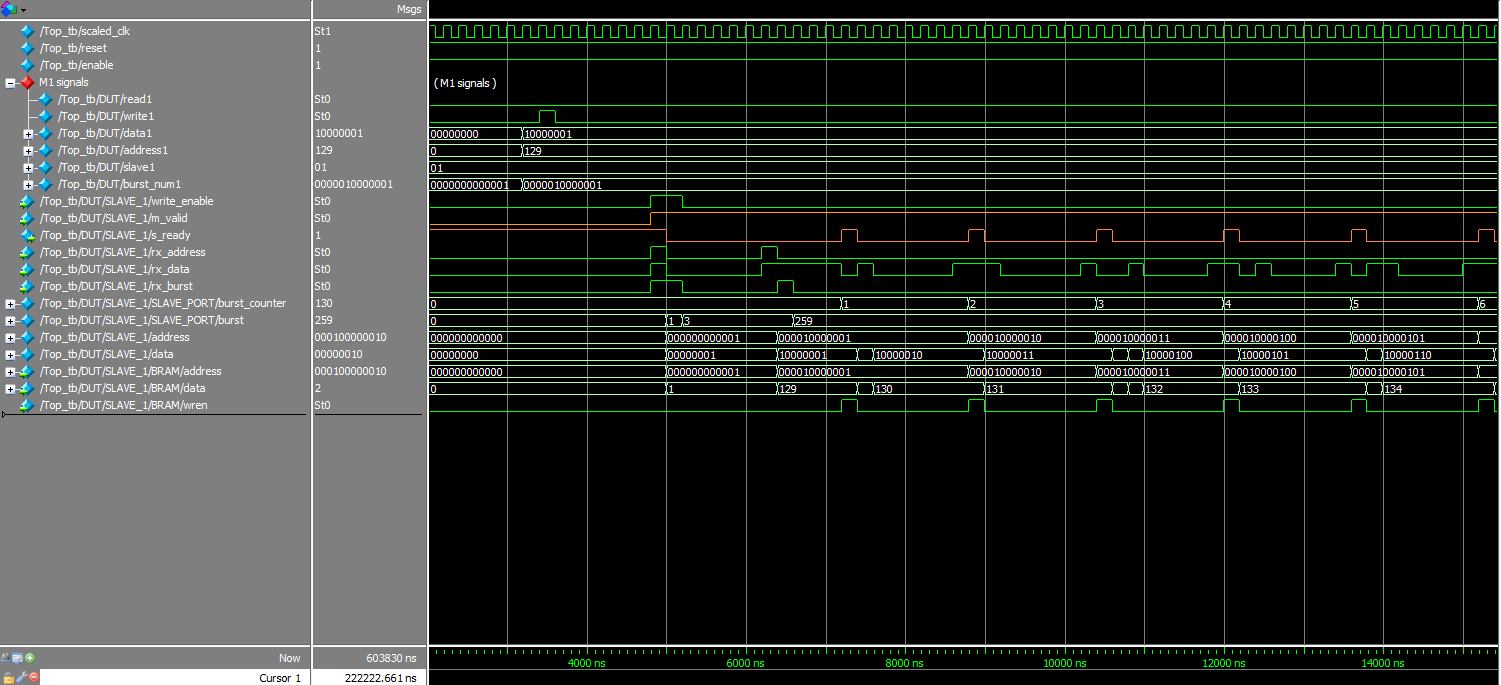 Msgs
/Top_tb/scaled_clk St1
/Top_tb/reset 1
/Top_tb/enable 1
M1 signals ( M1 signals )
/Top_tb/DUT/read1 St0
/Top_tb/DUT/write1 St0
/Top_tb/DUT/data1 10000001 00000000 10000001
/Top_tb/DUT/address1 129 0 129
/Top_tb/DUT/slave1 01 01
/Top_tb/DUT/burst_num1 0000010000001 0000000000001 0000010000001
/Top_tb/DUT/SLAVE_1/write_enable St0
/Top_tb/DUT/SLAVE_1/m_valid St0
/Top_tb/DUT/SLAVE_1/s_ready 1
/Top_tb/DUT/SLAVE_1/rx_address St0
/Top_tb/DUT/SLAVE_1/rx_data St0
/Top_tb/DUT/SLAVE_1/rx_burst St0
/Top_tb/DUT/SLAVE_1/SLAVE_PORT/burst_counter 130 0 1 2 3 4 5 6
/Top_tb/DUT/SLAVE_1/SLAVE_PORT/burst 259 0 1 3 259
/Top_tb/DUT/SLAVE_1/address 000100000010 000000000000 000000000001 000010000001 000010000010 000010000011 000010000100 000010000101
/Top_tb/DUT/SLAVE_1/data 00000010 00000000 00000001 10000001 10000010 10000011 10000100 10000101 10000110
/Top_tb/DUT/SLAVE_1/BRAM/address 000100000010 000000000000 000000000001 000010000001 000010000010 000010000011 000010000100 000010000101
/Top_tb/DUT/SLAVE_1/BRAM/data 2 0 1 129 130 131 132 133 134
/Top_tb/DUT/SLAVE_1/BRAM/wren St0
Now 603830 ns 4000 ns 6000 ns 8000 ns 10000 ns 12000 ns 14000 ns
Cursor 1 222222.661 ns